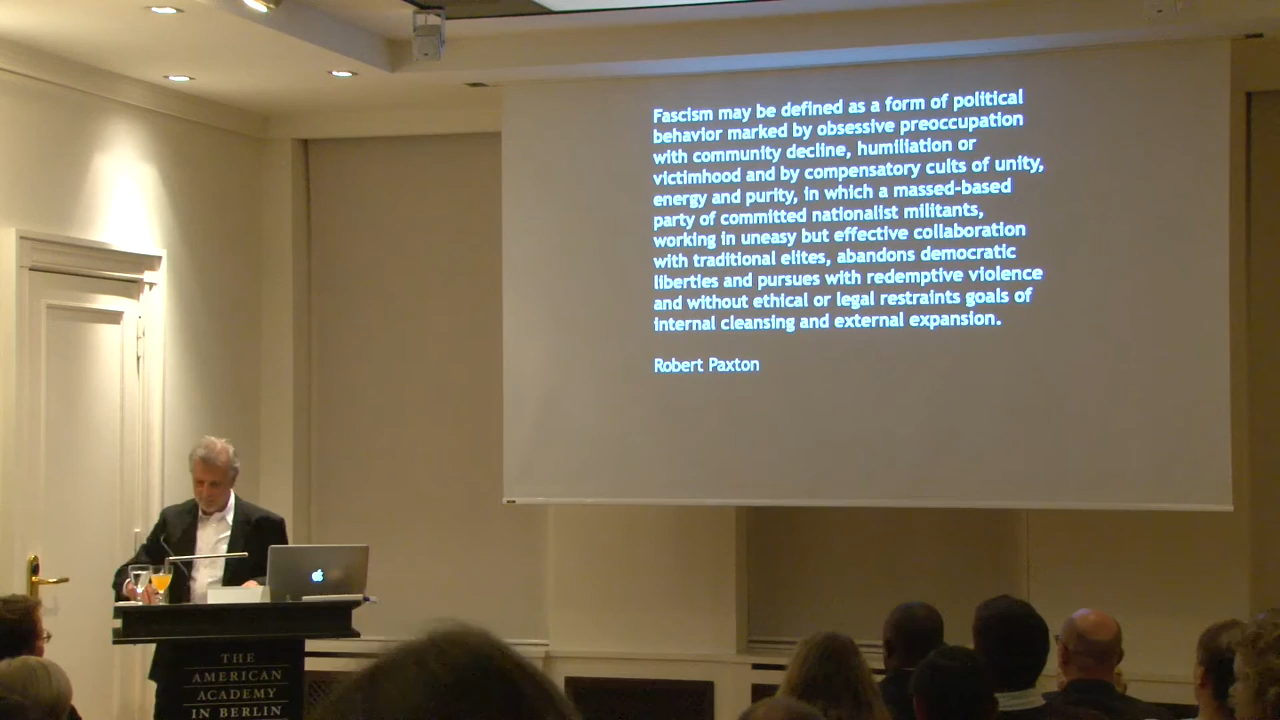 Fascism may be defined as a form of political
behavior marked by obsessive preoccupation
with community decline, humiliation or
victimhood and by compensatory cults of unity,
energy and purity, in which a massed-based
party of committed nationalist militants,
working in uneasy but effective collaboration
with traditional elites, abandons democratic
liberties and pursues with redemptive violence
and without ethical or legal restraints goals of
internal cleansing and external expansion.
Robert Paxton
THE
AMERICAN
ACADEMY
IN BERLIN